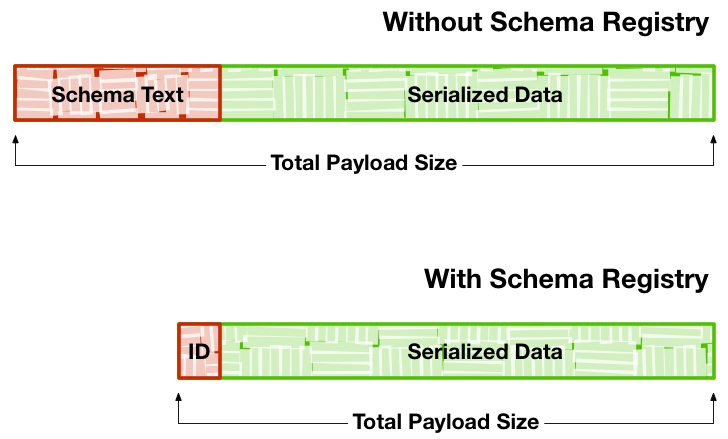 Without Schema Registry
Schema Text Serialized Data
Total Payload Size
With Schema Registry
ID Serialized Data
Total Payload Size